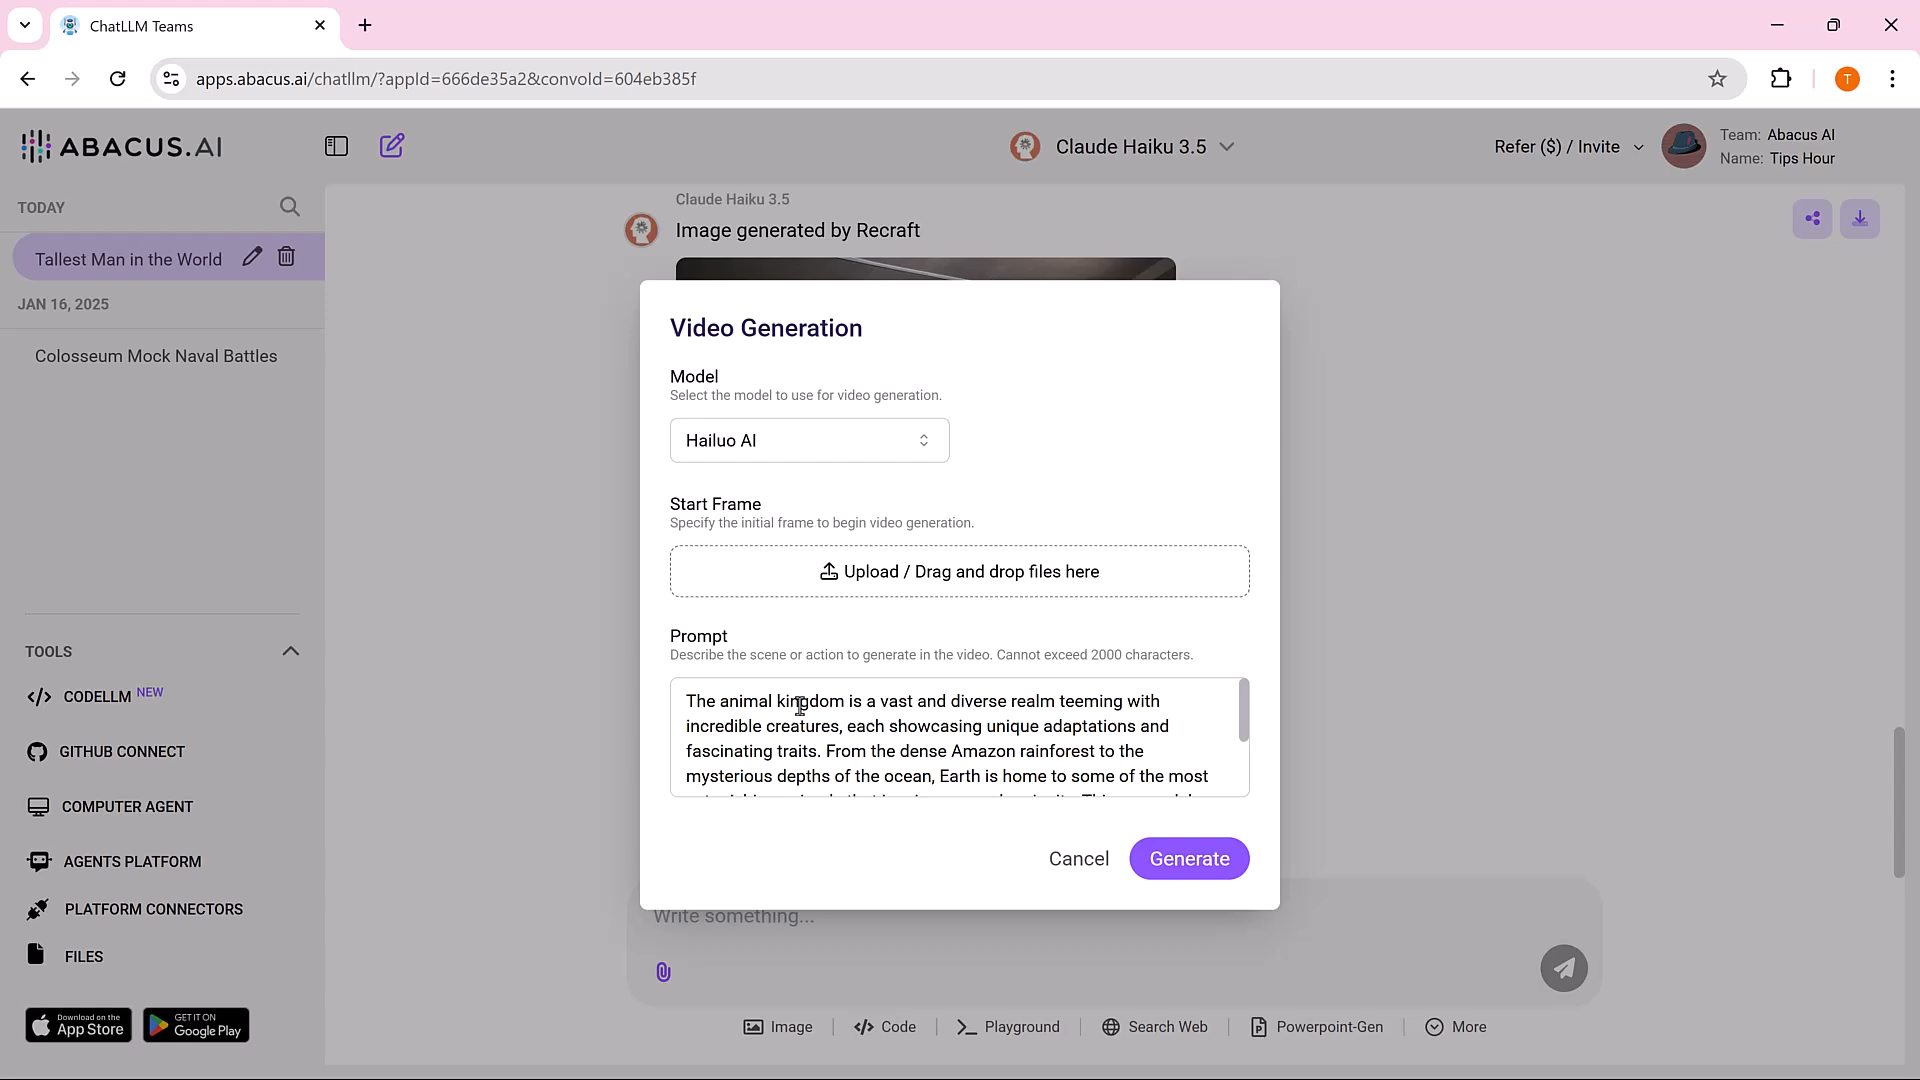 ChatLLM Teams
apps.abacus.ai/chatllm/?appId=666de35a2&convoId=604eb385f
T
ABACUS.AI
Claude Haiku 3.5
Refer ($) / Invite
Team: Abacus AI
Name: Tips Hour
TODAY
Tallest Man in the World
JAN 16, 2025
Colosseum Mock Naval Battles
TOOLS
CODELLM NEW
GITHUB CONNECT
COMPUTER AGENT
AGENTS PLATFORM
PLATFORM CONNECTORS
FILES
Download on the
App Store
GET IT ON
Google Play
Claude Haiku 3.5
Image generated by Recraft
Video Generation
Model
Select the model to use for video generation.
Hailuo AI
Start Frame
Specify the initial frame to begin video generation.
Upload / Drag and drop files here
Prompt
Describe the scene or action to generate in the video. Cannot exceed 2000 characters.
The animal kingdom is a vast and diverse realm teeming with
incredible creatures, each showcasing unique adaptations and
fascinating traits. From the dense Amazon rainforest to the
mysterious depths of the ocean, Earth is home to some of the most
Cancel
Generate
Write something...
Image
Code
Playground
Search Web
Powerpoint-Gen
More